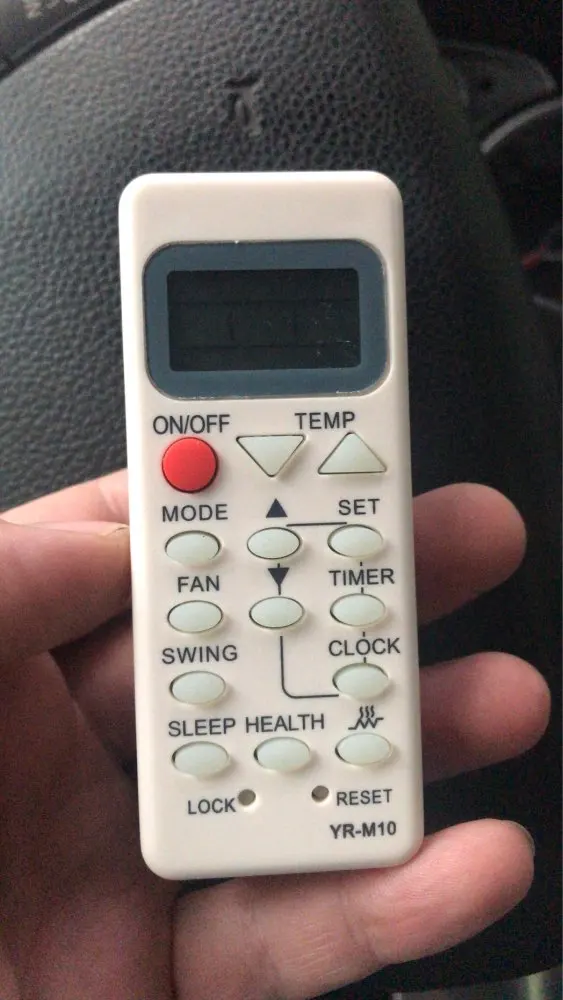 ON/OFF TEMP
MODE ▲ SET
FAN ▼ TIMER
SWING CLOCK
SLEEP HEALTH
LOCK RESET
YR-M10